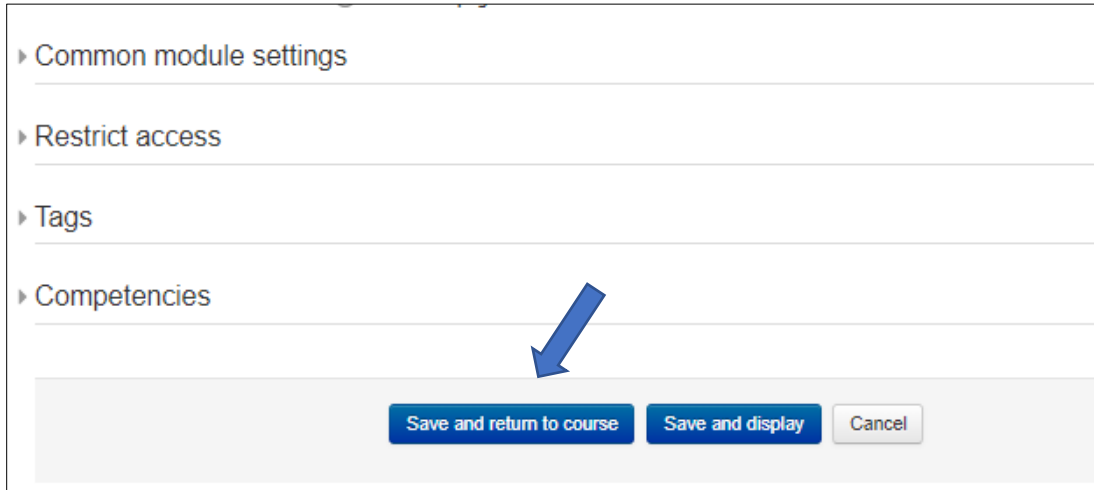 Common module settings
Restrict access
Tags
Competencies
Save and return to course Save and display Cancel